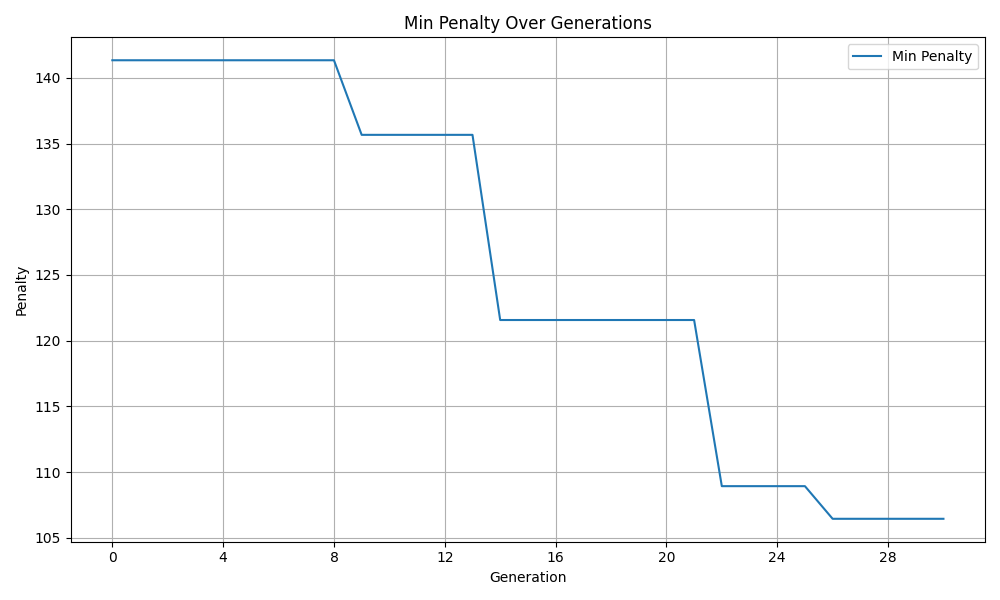 Min Penalty Over Generations
Min Penalty
140
135
130
125
120
115
110
105
Penalty
0 4 8 12 16 20 24 28
Generation